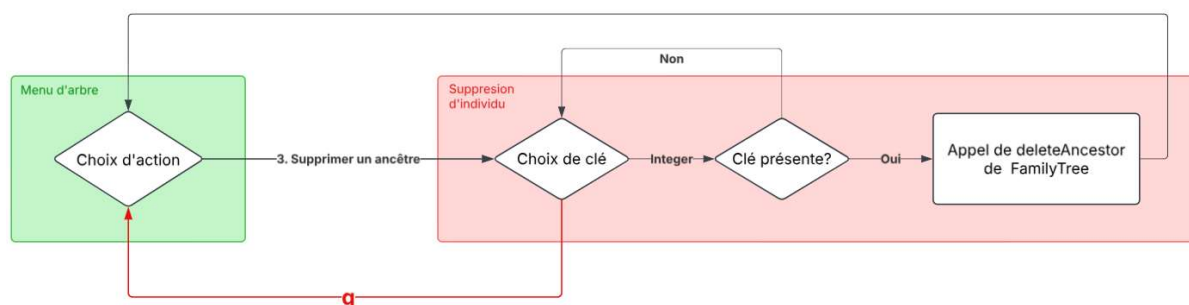 Non
Menu d'arbre
Suppresion
d'individu
Choix d'action
3. Supprimer un ancêtre
Choix de clé
Integer
Clé présente?
Oui
Appel de deleteAncestor
de FamilyTree
q